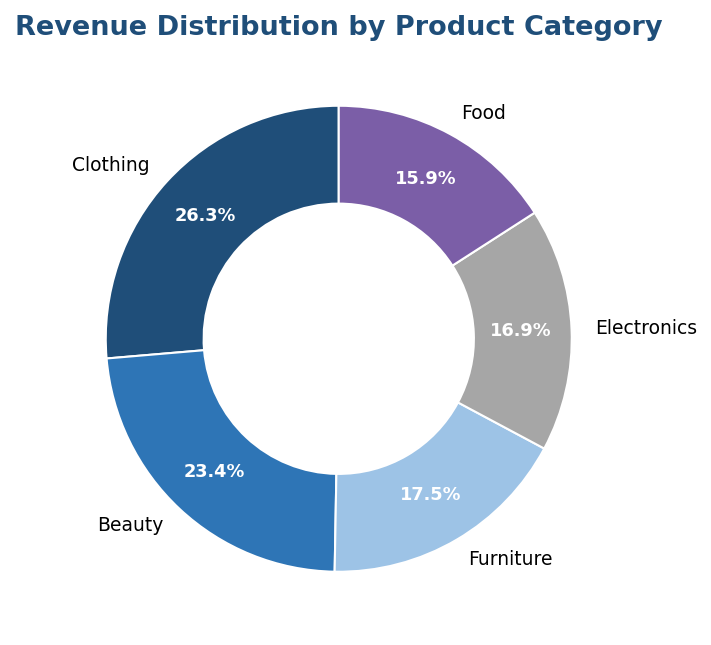 Revenue Distribution by Product Category
Food
Clothing
15.9%
26.3%
Electronics
16.9%
23.4%
17.5%
Beauty
Furniture